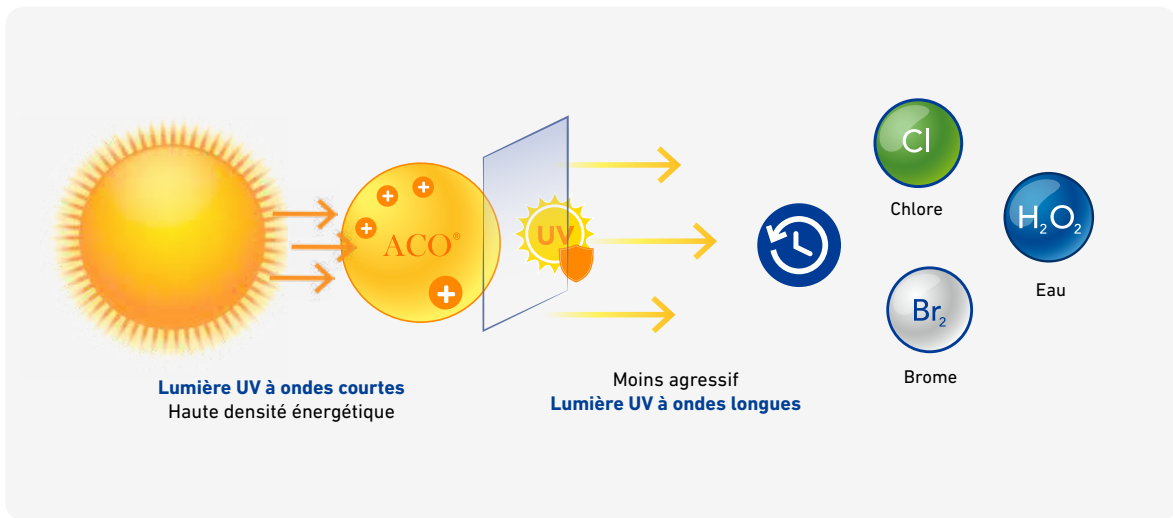 ACO®
UV
Lumière UV à ondes courtes
Haute densité énergétique
Moins agressif
Lumière UV à ondes longues
Cl
Chlore
H₂O₂
Eau
Br₂
Brome